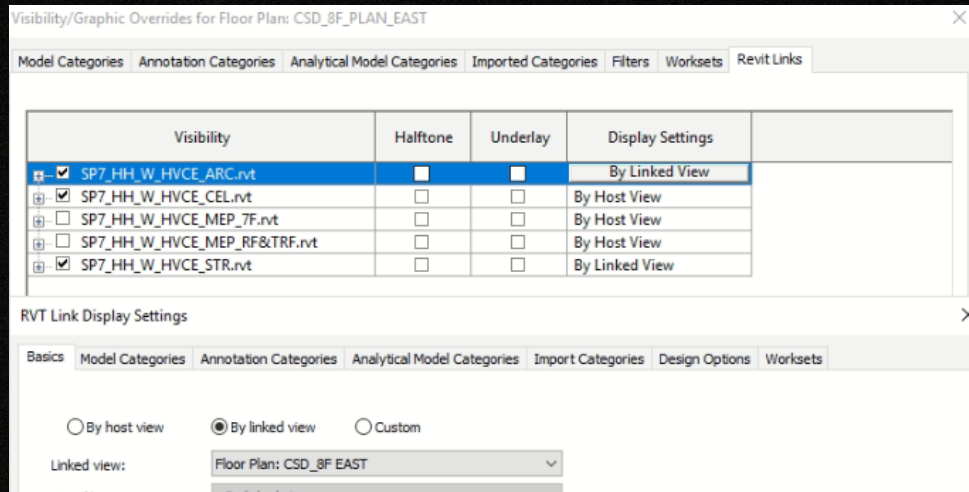 Visibility/Graphic Overrides for Floor Plan: CSD_8F_PLAN_EAST
Model Categories Annotation Categories Analytical Model Categories Imported Categories Filters Worksets Revit Links
Visibility Halftone Underlay Display Settings
SP7_HH_W_HVCE_ARC.rvt By Linked View
SP7_HH_W_HVCE_CEL.rvt By Host View
SP7_HH_W_HVCE_MEP_7F.rvt By Host View
SP7_HH_W_HVCE_MEP_RF&TRF.rvt By Host View
SP7_HH_W_HVCE_STR.rvt By Linked View
RVT Link Display Settings
Basics Model Categories Annotation Categories Analytical Model Categories Import Categories Design Options Worksets
By host view By linked view Custom
Linked view: Floor Plan: CSD_8F EAST